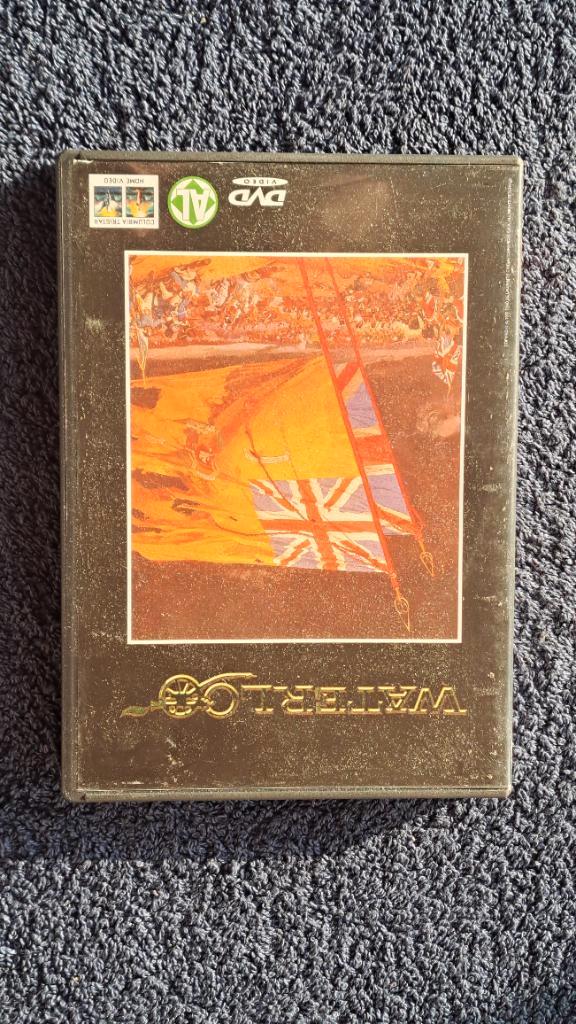 WATERLOO
DVD
VIDEO
AL
COLUMBIA TRISTAR
HOME VIDEO